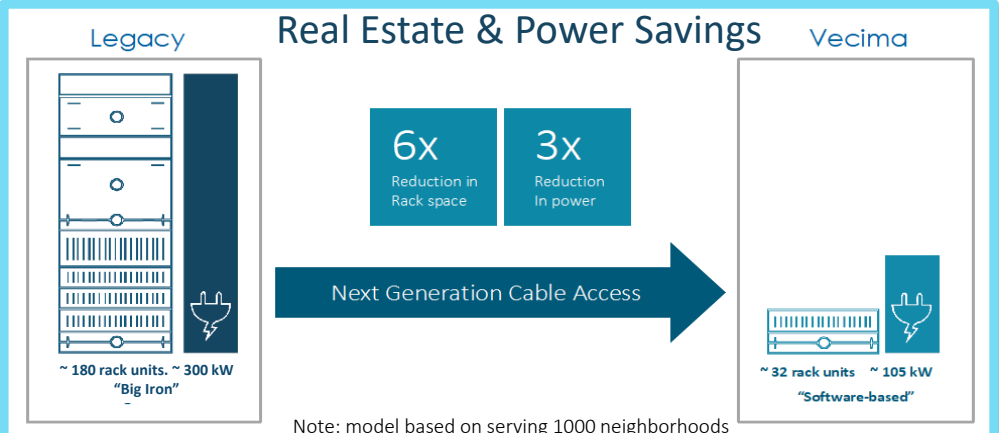 Real Estate & Power Savings
Legacy
Vecima
6x
Reduction in
Rack space
3x
Reduction
In power
Next Generation Cable Access
~ 180 rack units. ~ 300 kW
“Big Iron”
~ 32 rack units ~ 105 kW
“Software-based”
Note: model based on serving 1000 neighborhoods